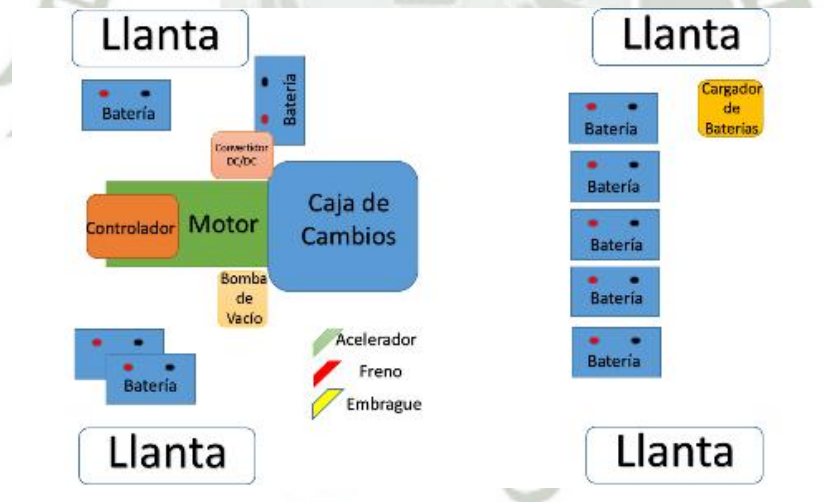 Llanta
Llanta
Batería
Batería
Cargador
de
Baterías
Convertidor
DC/DC
Batería
Batería
Controlador
Motor
Caja de
Cambios
Batería
Bomba
de
Vacío
Batería
Acelerador
Freno
Batería
Batería
Embrague
Llanta
Llanta